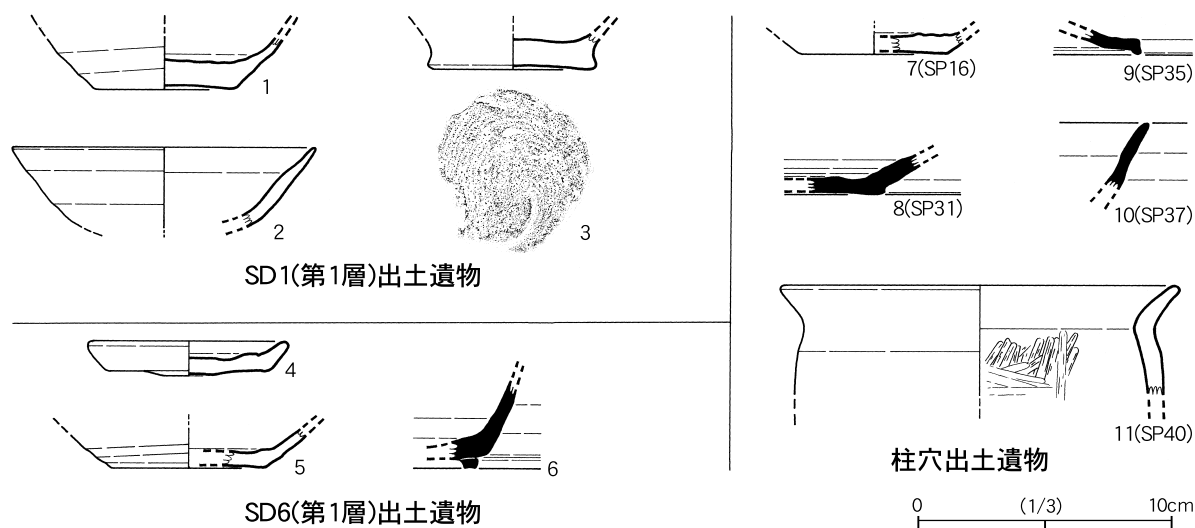 1
2
3
SD1(第1層)出土遺物
4
5
6
SD6(第1層)出土遺物
7(SP16)
9(SP35)
8(SP31)
10(SP37)
11(SP40)
柱穴出土遺物
0 (1/3) 10cm